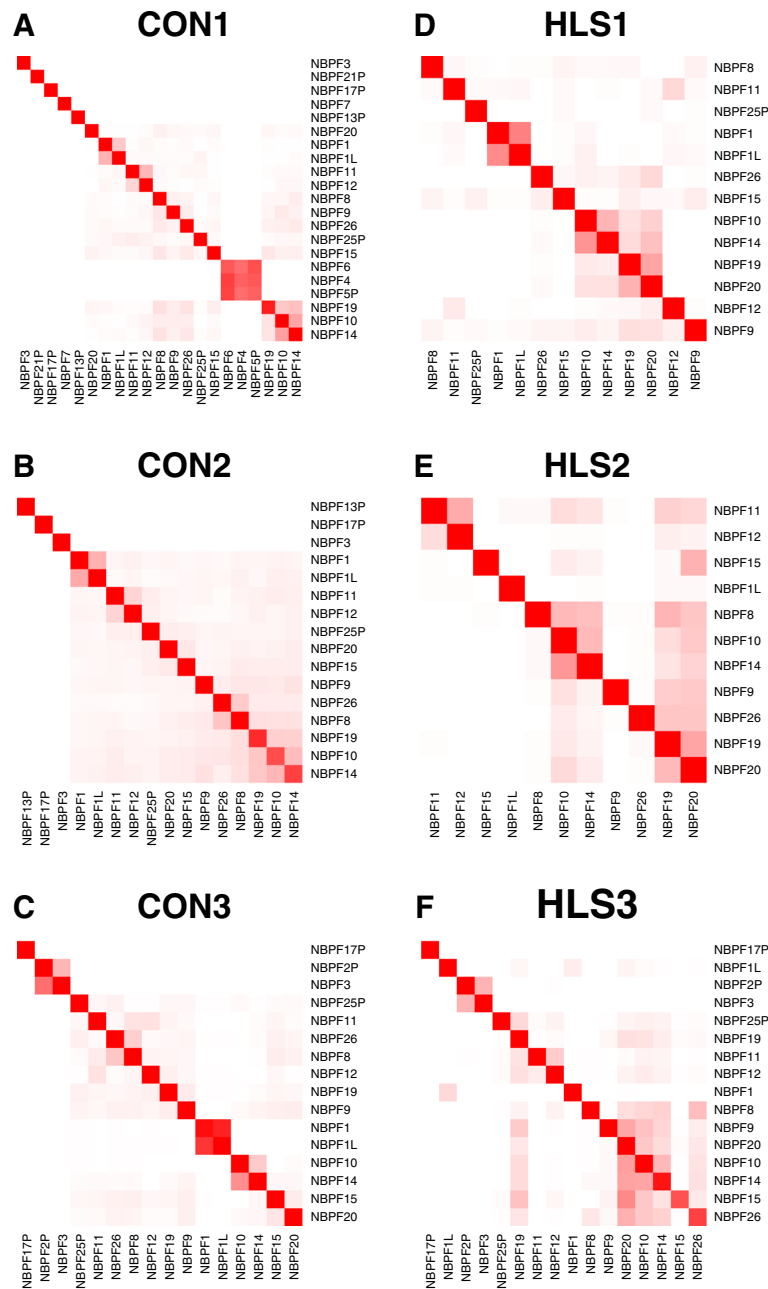 A CON1
NBPF3
NBPF21P
NBPF17P
NBPF7
NBPF13P
NBPF20
NBPF1
NBPF1L
NBPF11
NBPF12
NBPF8
NBPF9
NBPF26
NBPF25P
NBPF15
NBPF6
NBPF4
NBPF5P
NBPF19
NBPF10
NBPF14
NBPF3
NBPF21P
NBPF17P
NBPF7
NBPF13P
NBPF20
NBPF1
NBPF1L
NBPF11
NBPF12
NBPF8
NBPF9
NBPF26
NBPF25P
NBPF15
NBPF6
NBPF4
NBPF5P
NBPF19
NBPF10
NBPF14
D HLS1
NBPF8
NBPF11
NBPF25P
NBPF1
NBPF1L
NBPF26
NBPF15
NBPF10
NBPF14
NBPF19
NBPF20
NBPF12
NBPF9
NBPF8
NBPF11
NBPF25P
NBPF1
NBPF1L
NBPF26
NBPF15
NBPF10
NBPF14
NBPF19
NBPF20
NBPF12
NBPF9
B CON2
NBPF13P
NBPF17P
NBPF3
NBPF1
NBPF1L
NBPF11
NBPF12
NBPF25P
NBPF20
NBPF15
NBPF9
NBPF26
NBPF8
NBPF19
NBPF10
NBPF14
NBPF13P
NBPF17P
NBPF3
NBPF1
NBPF1L
NBPF11
NBPF12
NBPF25P
NBPF20
NBPF15
NBPF9
NBPF26
NBPF8
NBPF19
NBPF10
NBPF14
E HLS2
NBPF11
NBPF12
NBPF15
NBPF1L
NBPF8
NBPF10
NBPF14
NBPF9
NBPF26
NBPF19
NBPF20
NBPF11
NBPF12
NBPF15
NBPF1L
NBPF8
NBPF10
NBPF14
NBPF9
NBPF26
NBPF19
NBPF20
C CON3
NBPF17P
NBPF2P
NBPF3
NBPF25P
NBPF11
NBPF26
NBPF8
NBPF12
NBPF19
NBPF9
NBPF1
NBPF1L
NBPF10
NBPF14
NBPF15
NBPF20
NBPF17P
NBPF2P
NBPF3
NBPF25P
NBPF11
NBPF26
NBPF8
NBPF12
NBPF19
NBPF9
NBPF1
NBPF1L
NBPF10
NBPF14
NBPF15
NBPF20
F HLS3
NBPF17P
NBPF1L
NBPF2P
NBPF3
NBPF25P
NBPF19
NBPF11
NBPF12
NBPF1
NBPF8
NBPF9
NBPF20
NBPF10
NBPF14
NBPF15
NBPF26
NBPF17P
NBPF1L
NBPF2P
NBPF3
NBPF25P
NBPF19
NBPF11
NBPF12
NBPF1
NBPF8
NBPF9
NBPF20
NBPF10
NBPF14
NBPF15
NBPF26